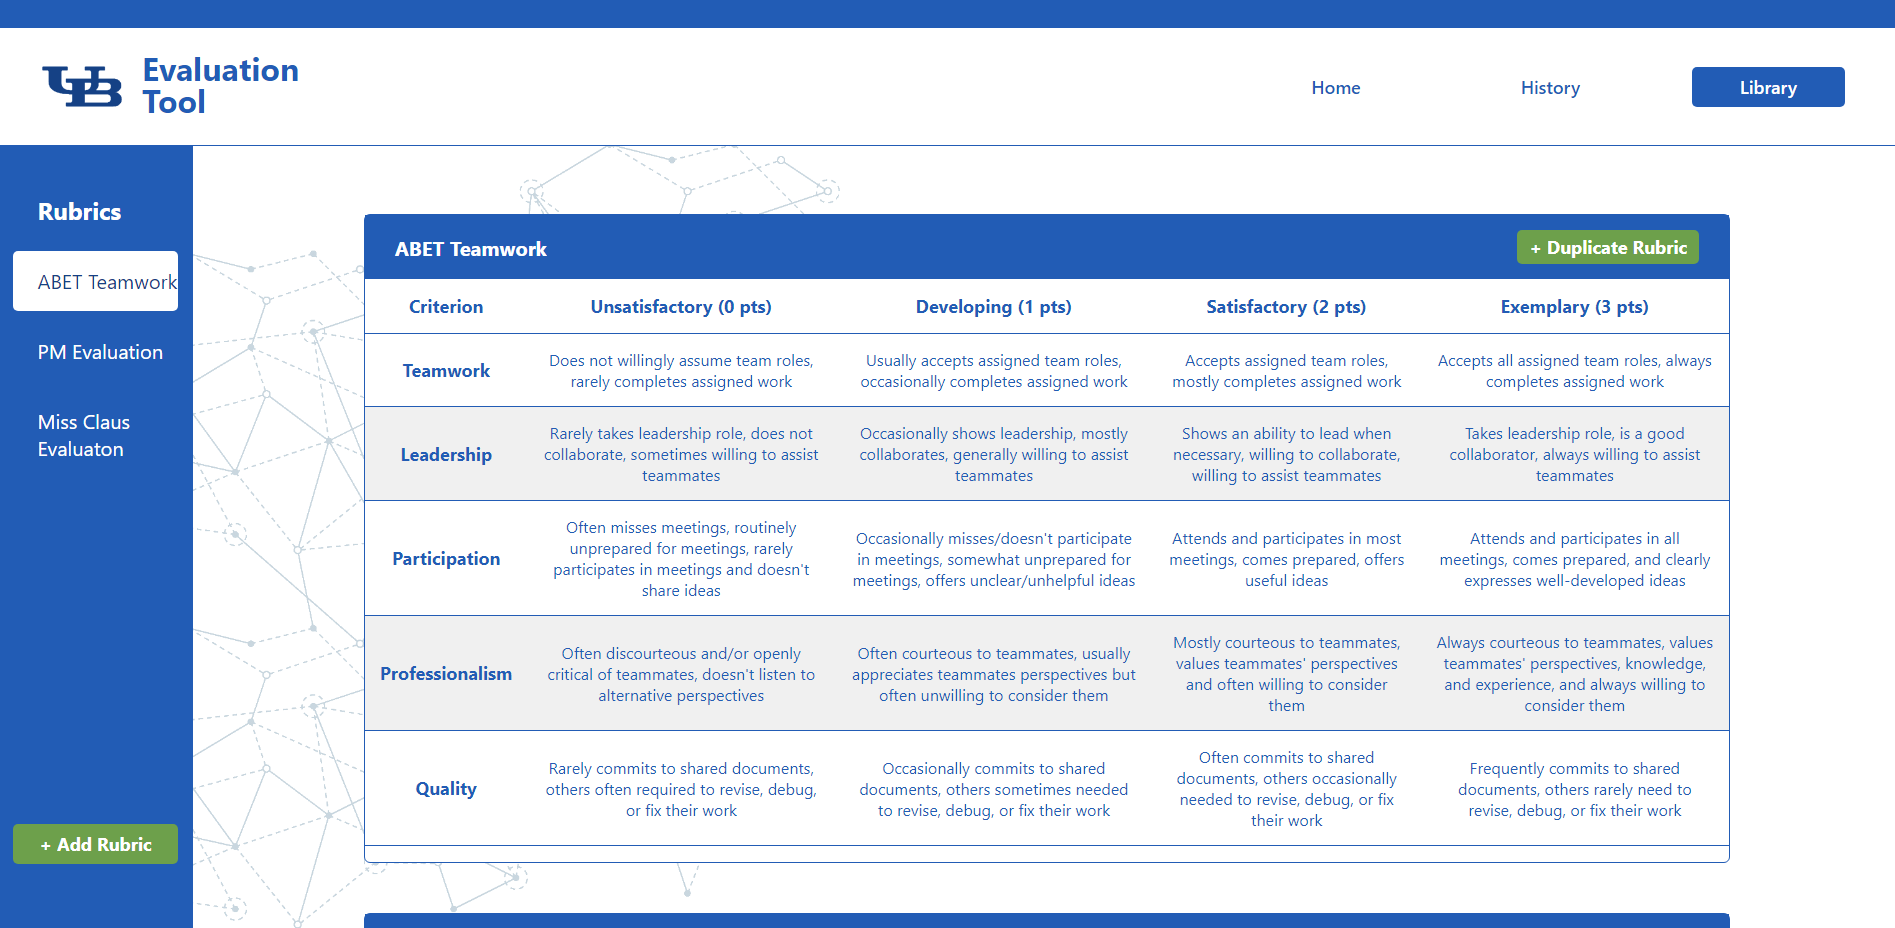 UB
Evaluation
Tool
Home
History
Library
Rubrics
ABET Teamwork
PM Evaluation
Miss Claus
Evaluaton
+ Add Rubric
ABET Teamwork
+ Duplicate Rubric
Criterion
Unsatisfactory (0 pts)
Developing (1 pts)
Satisfactory (2 pts)
Exemplary (3 pts)
Teamwork
Does not willingly assume team roles,
rarely completes assigned work
Usually accepts assigned team roles,
occasionally completes assigned work
Accepts assigned team roles,
mostly completes assigned work
Accepts all assigned team roles, always
completes assigned work
Leadership
Rarely takes leadership role, does not
collaborate, sometimes willing to assist
teammates
Occasionally shows leadership, mostly
collaborates, generally willing to assist
teammates
Shows an ability to lead when
necessary, willing to collaborate,
willing to assist teammates
Takes leadership role, is a good
collaborator, always willing to assist
teammates
Participation
Often misses meetings, routinely
unprepared for meetings, rarely
participates in meetings and doesn't
share ideas
Occasionally misses/doesn't participate
in meetings, somewhat unprepared for
meetings, offers unclear/unhelpful ideas
Attends and participates in most
meetings, comes prepared, offers
useful ideas
Attends and participates in all
meetings, comes prepared, and clearly
expresses well-developed ideas
Professionalism
Often discourteous and/or openly
critical of teammates, doesn't listen to
alternative perspectives
Often courteous to teammates, usually
appreciates teammates perspectives but
often unwilling to consider them
Mostly courteous to teammates,
values teammates' perspectives
and often willing to consider
them
Always courteous to teammates, values
teammates' perspectives, knowledge,
and experience, and always willing to
consider them
Quality
Rarely commits to shared documents,
others often required to revise, debug,
or fix their work
Occasionally commits to shared
documents, others sometimes needed
to revise, debug, or fix their work
Often commits to shared
documents, others occasionally
needed to revise, debug, or fix
their work
Frequently commits to shared
documents, others rarely need to
revise, debug, or fix their work